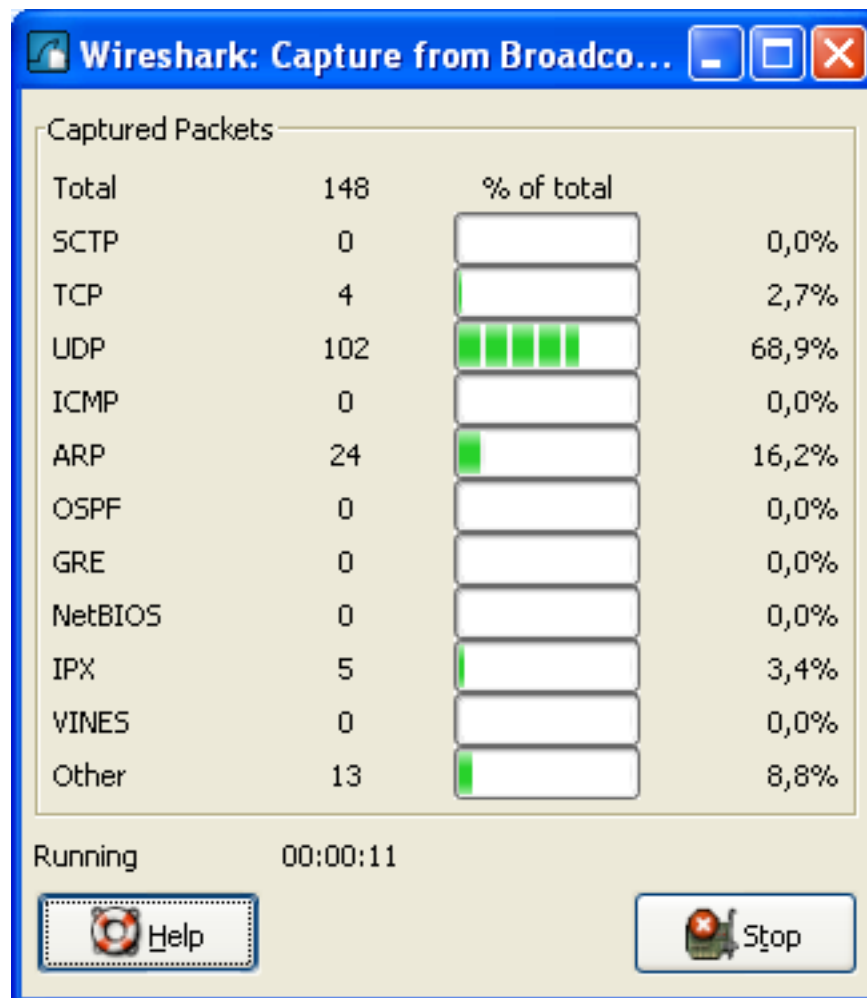 Wireshark: Capture from Broadco...
Captured Packets
Total 148 % of total
SCTP 0 0,0%
TCP 4 2,7%
UDP 102 68,9%
ICMP 0 0,0%
ARP 24 16,2%
OSPF 0 0,0%
GRE 0 0,0%
NetBIOS 0 0,0%
IPX 5 3,4%
VINES 0 0,0%
Other 13 8,8%
Running 00:00:11
Help Stop